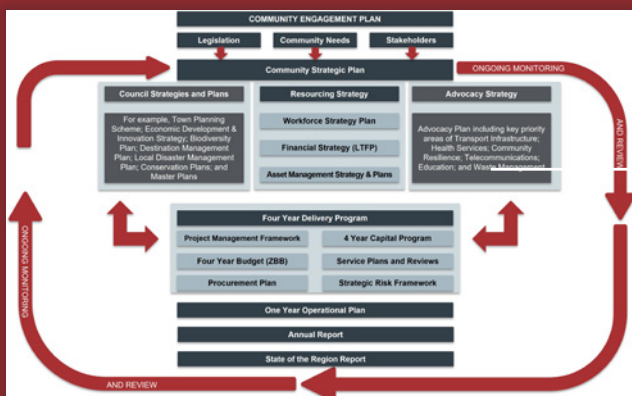 COMMUNITY ENGAGEMENT PLAN
Legislation
Community Needs
Stakeholders
Community Strategic Plan
ONGOING MONITORING
AND REVIEW
Council Strategies and Plans
For example, Town Planning
Scheme; Economic Development &
Innovation Strategy; Biodiversity
Plan; Destination Management
Plan; Local Disaster Management
Plan; Conservation Plans; and
Master Plans
Resourcing Strategy
Workforce Strategy Plan
Financial Strategy (LTFP)
Asset Management Strategy & Plans
Advocacy Strategy
Advocacy Plan including key priority
areas of Transport Infrastructure;
Health Services; Community
Resilience; Telecommunications;
Education; and Waste Management
Four Year Delivery Program
Project Management Framework
4 Year Capital Program
Four Year Budget (ZBB)
Service Plans and Reviews
Procurement Plan
Strategic Risk Framework
One Year Operational Plan
Annual Report
State of the Region Report
ONGOING MONITORING
AND REVIEW